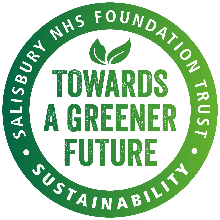 SALISBURY NHS FOUNDATION TRUST
TOWARDS
A GREENER
FUTURE
• SUSTAINABILITY •